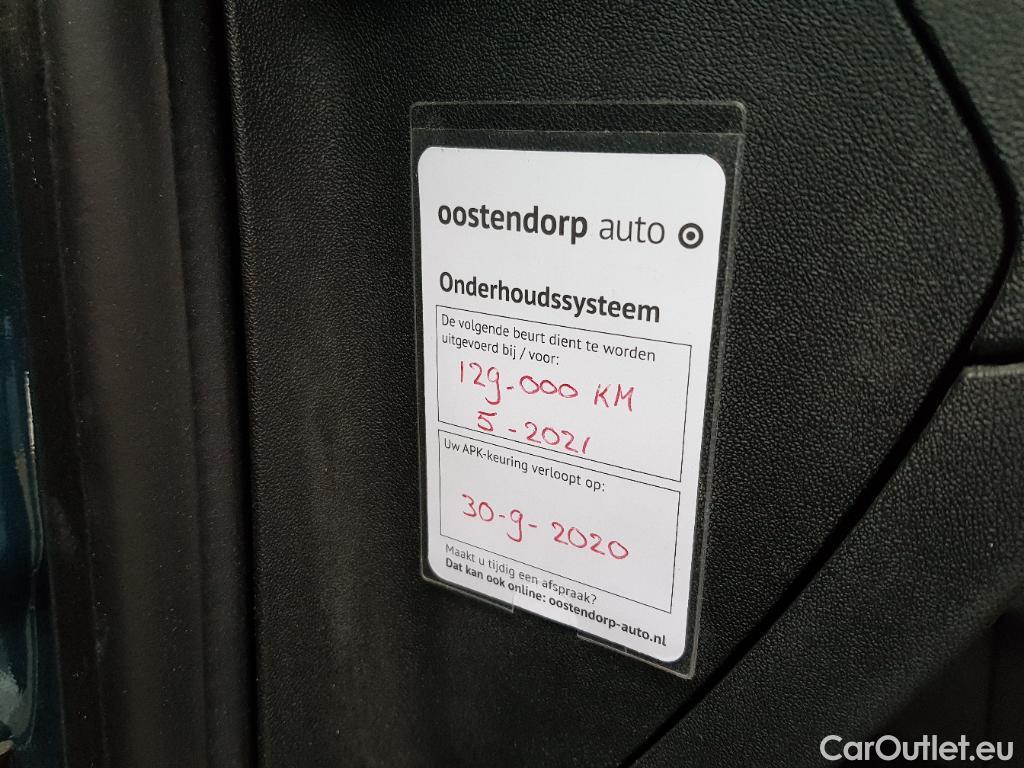 oostendorp auto
Onderhoudssysteem
De volgende beurt dient te worden
uitgevoerd bij / voor:
129.000 KM
5-2021
Uw APK-keuring verloopt op:
30-9-2020
Maakt u tijdig een afspraak?
Dat kan ook online: oostendorp-auto.nl
CarOutlet.eu